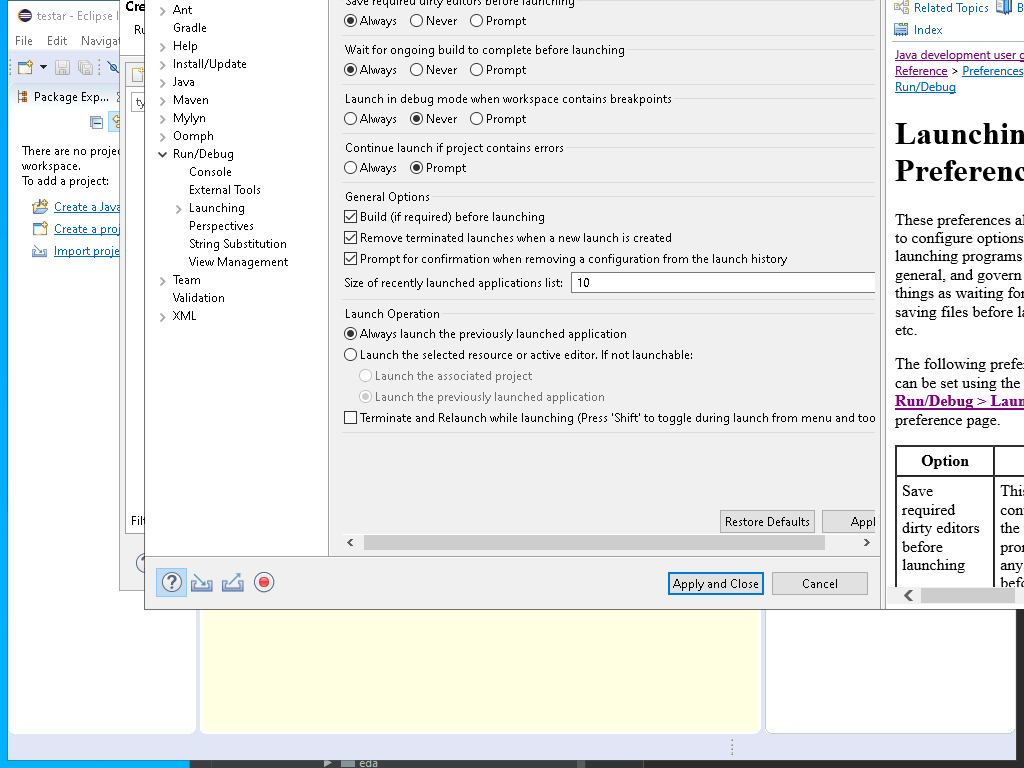 testar - Eclipse I
File Edit Navigat
Package Exp...
There are no projec
workspace.
To add a project:
Create a Java
Create a proj
Import proje
Cre
Ru
ty
Filt
Ant
Gradle
Help
Install/Update
Java
Maven
Mylyn
Oomph
Run/Debug
Console
External Tools
Launching
Perspectives
String Substitution
View Management
Team
Validation
XML
Save required dirty editors before launching
Always Never Prompt
Wait for ongoing build to complete before launching
Always Never Prompt
Launch in debug mode when workspace contains breakpoints
Always Never Prompt
Continue launch if project contains errors
Always Prompt
General Options
Build (if required) before launching
Remove terminated launches when a new launch is created
Prompt for confirmation when removing a configuration from the launch history
Size of recently launched applications list: 10
Launch Operation
Always launch the previously launched application
Launch the selected resource or active editor. If not launchable:
Launch the associated project
Launch the previously launched application
Terminate and Relaunch while launching (Press 'Shift' to toggle during launch from menu and too
Restore Defaults Appl
Apply and Close Cancel
Related Topics B
Index
Java development user g
Reference > Preferences
Run/Debug
Launchin
Preferenc
These preferences al
to configure options
launching programs
general, and govern
things as waiting for
saving files before la
etc.
The following prefer
can be set using the
Run/Debug > Laun
preference page.
Option
Save
required
dirty editors
before
launching
This
con
the
pron
any
befo
eda